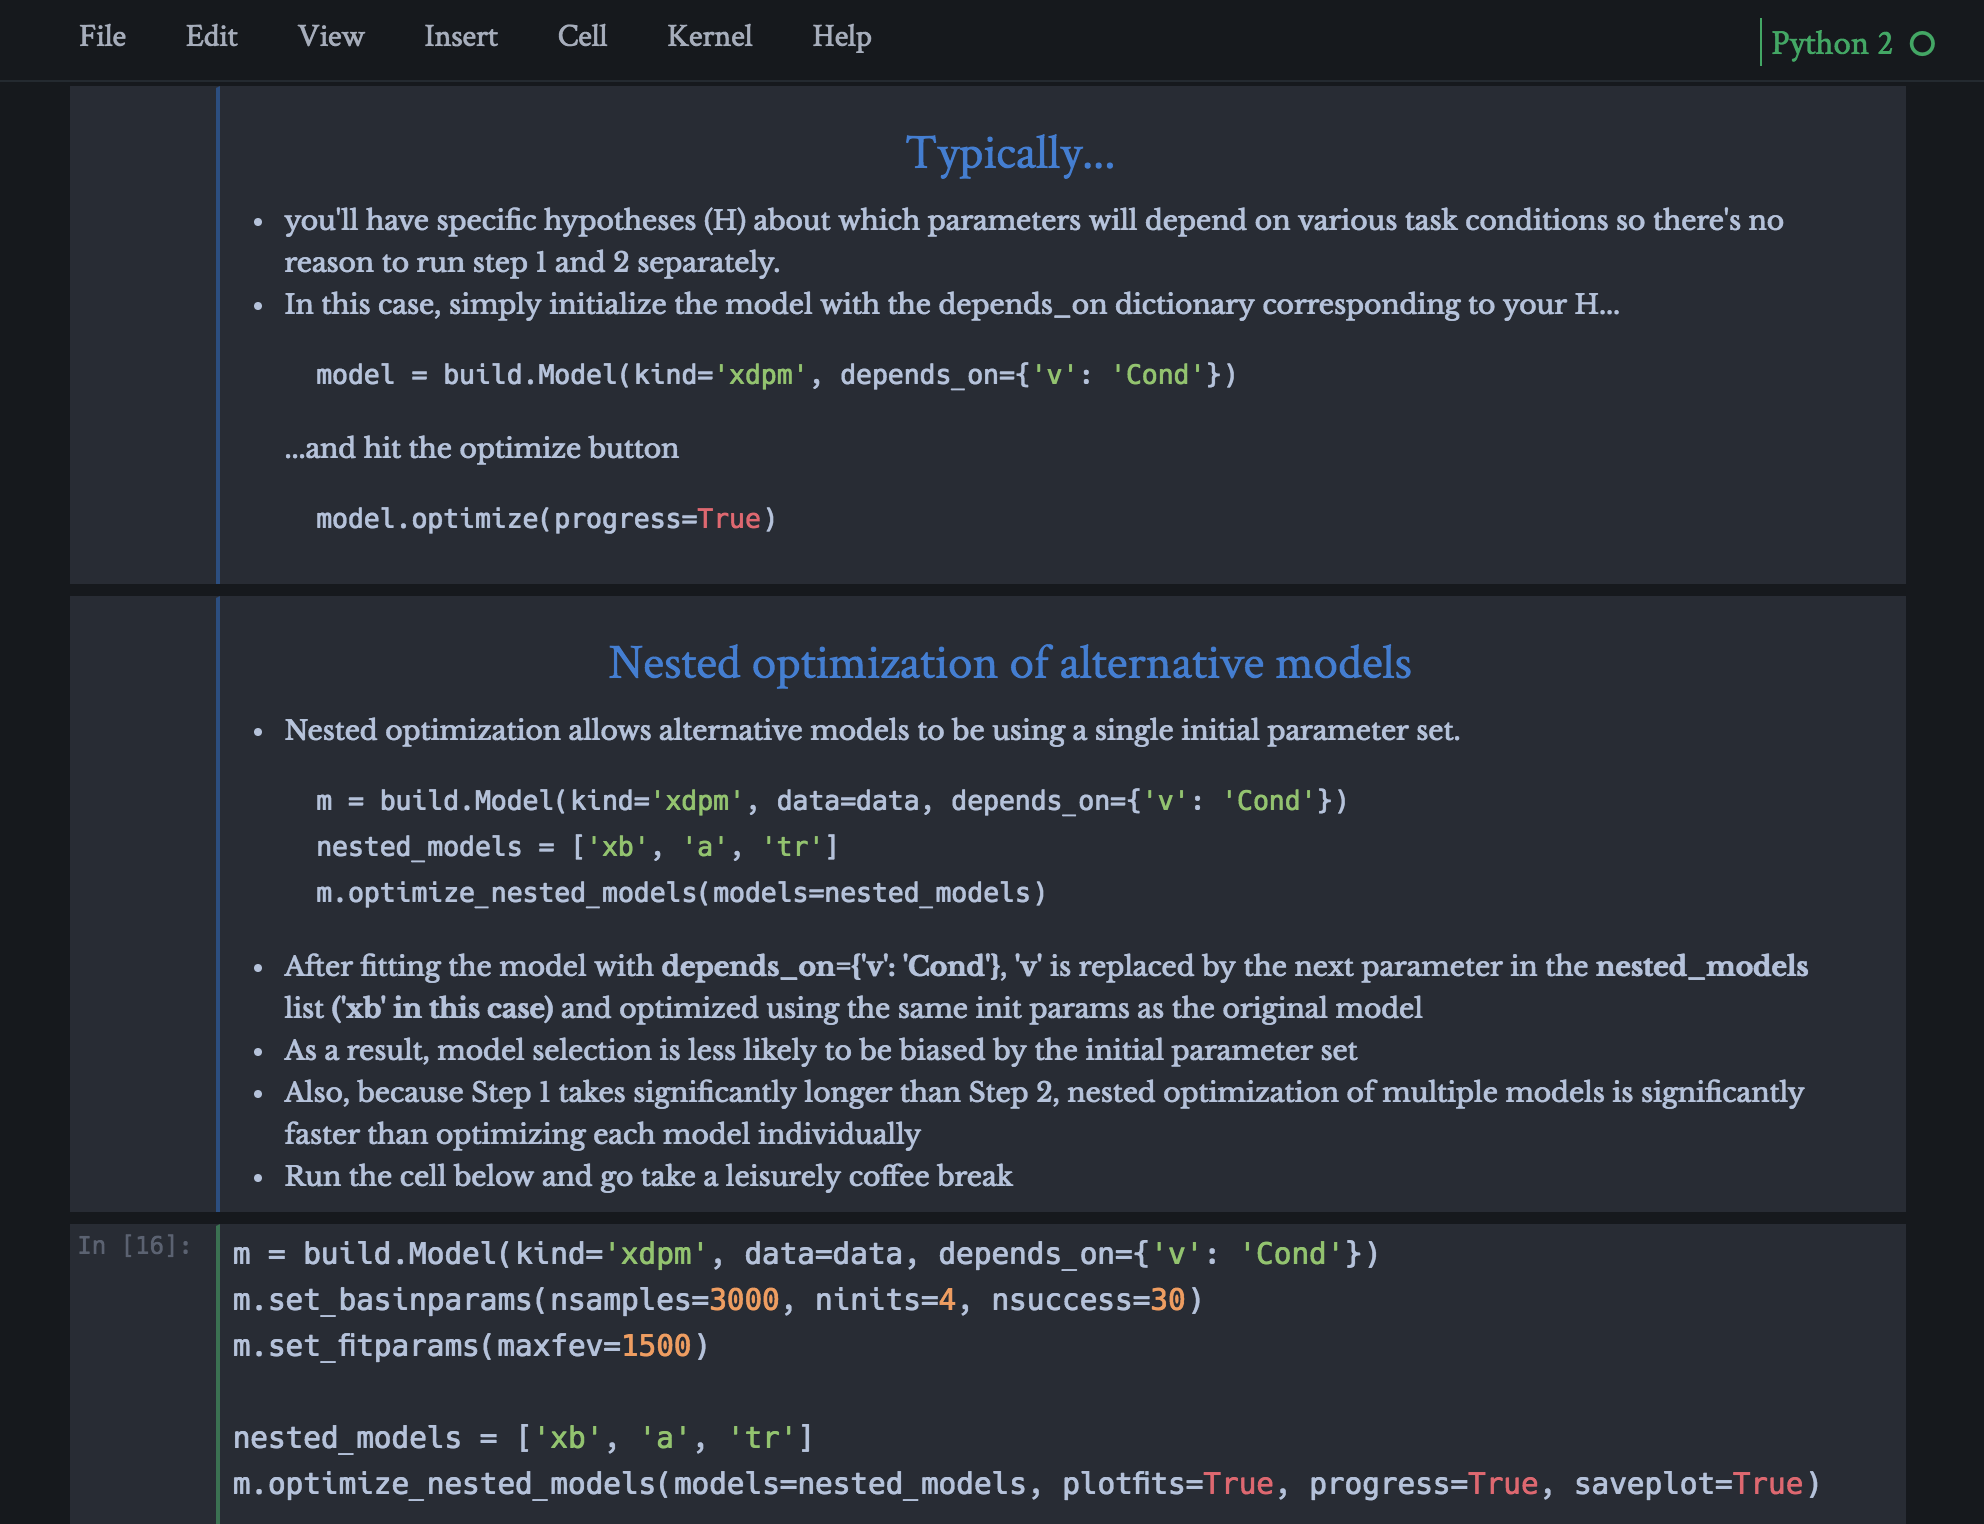 File Edit View Insert Cell Kernel Help Python 2
Typically...
• you'll have specific hypotheses (H) about which parameters will depend on various task conditions so there's no
reason to run step 1 and 2 separately.
• In this case, simply initialize the model with the depends_on dictionary corresponding to your H...
model = build.Model(kind='xdpm', depends_on={'v': 'Cond'})
...and hit the optimize button
model.optimize(progress=True)
Nested optimization of alternative models
• Nested optimization allows alternative models to be using a single initial parameter set.
m = build.Model(kind='xdpm', data=data, depends_on={'v': 'Cond'})
nested_models = ['xb', 'a', 'tr']
m.optimize_nested_models(models=nested_models)
• After fitting the model with depends_on={'v': 'Cond'}, 'v' is replaced by the next parameter in the nested_models
list ('xb' in this case) and optimized using the same init params as the original model
• As a result, model selection is less likely to be biased by the initial parameter set
• Also, because Step 1 takes significantly longer than Step 2, nested optimization of multiple models is significantly
faster than optimizing each model individually
• Run the cell below and go take a leisurely coffee break
In [16]: m = build.Model(kind='xdpm', data=data, depends_on={'v': 'Cond'})
m.set_basinparams(nsamples=3000, ninits=4, nsuccess=30)
m.set_fitparams(maxfev=1500)
nested_models = ['xb', 'a', 'tr']
m.optimize_nested_models(models=nested_models, plotfits=True, progress=True, saveplot=True)